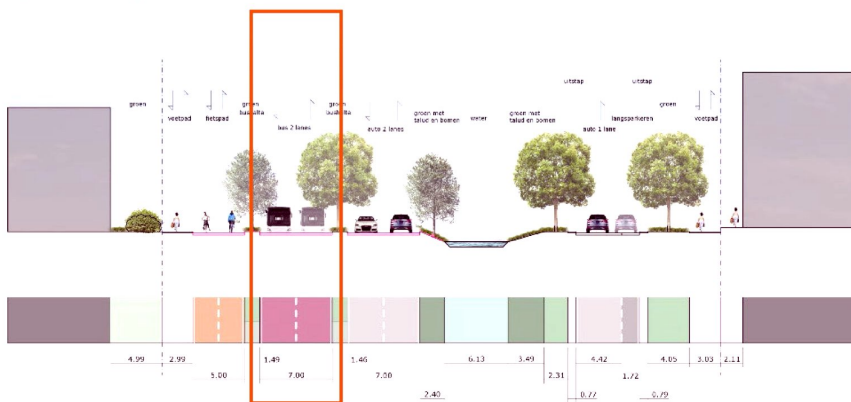 uitstap
uitstap
groen
voetpad
fietspad
groen
bus 2 lanes
groen
auto 2 lanes
groen met
talud en bomen
water
groen met
talud en bomen
auto 1 lane
langsparkeren
groen
voetpad
4.99
2.99
1.49
1.46
6.13
3.49
4.42
4.05
3.03
2.11
5.00
7.00
7.00
2.31
1.72
2.40
0.77
0.79